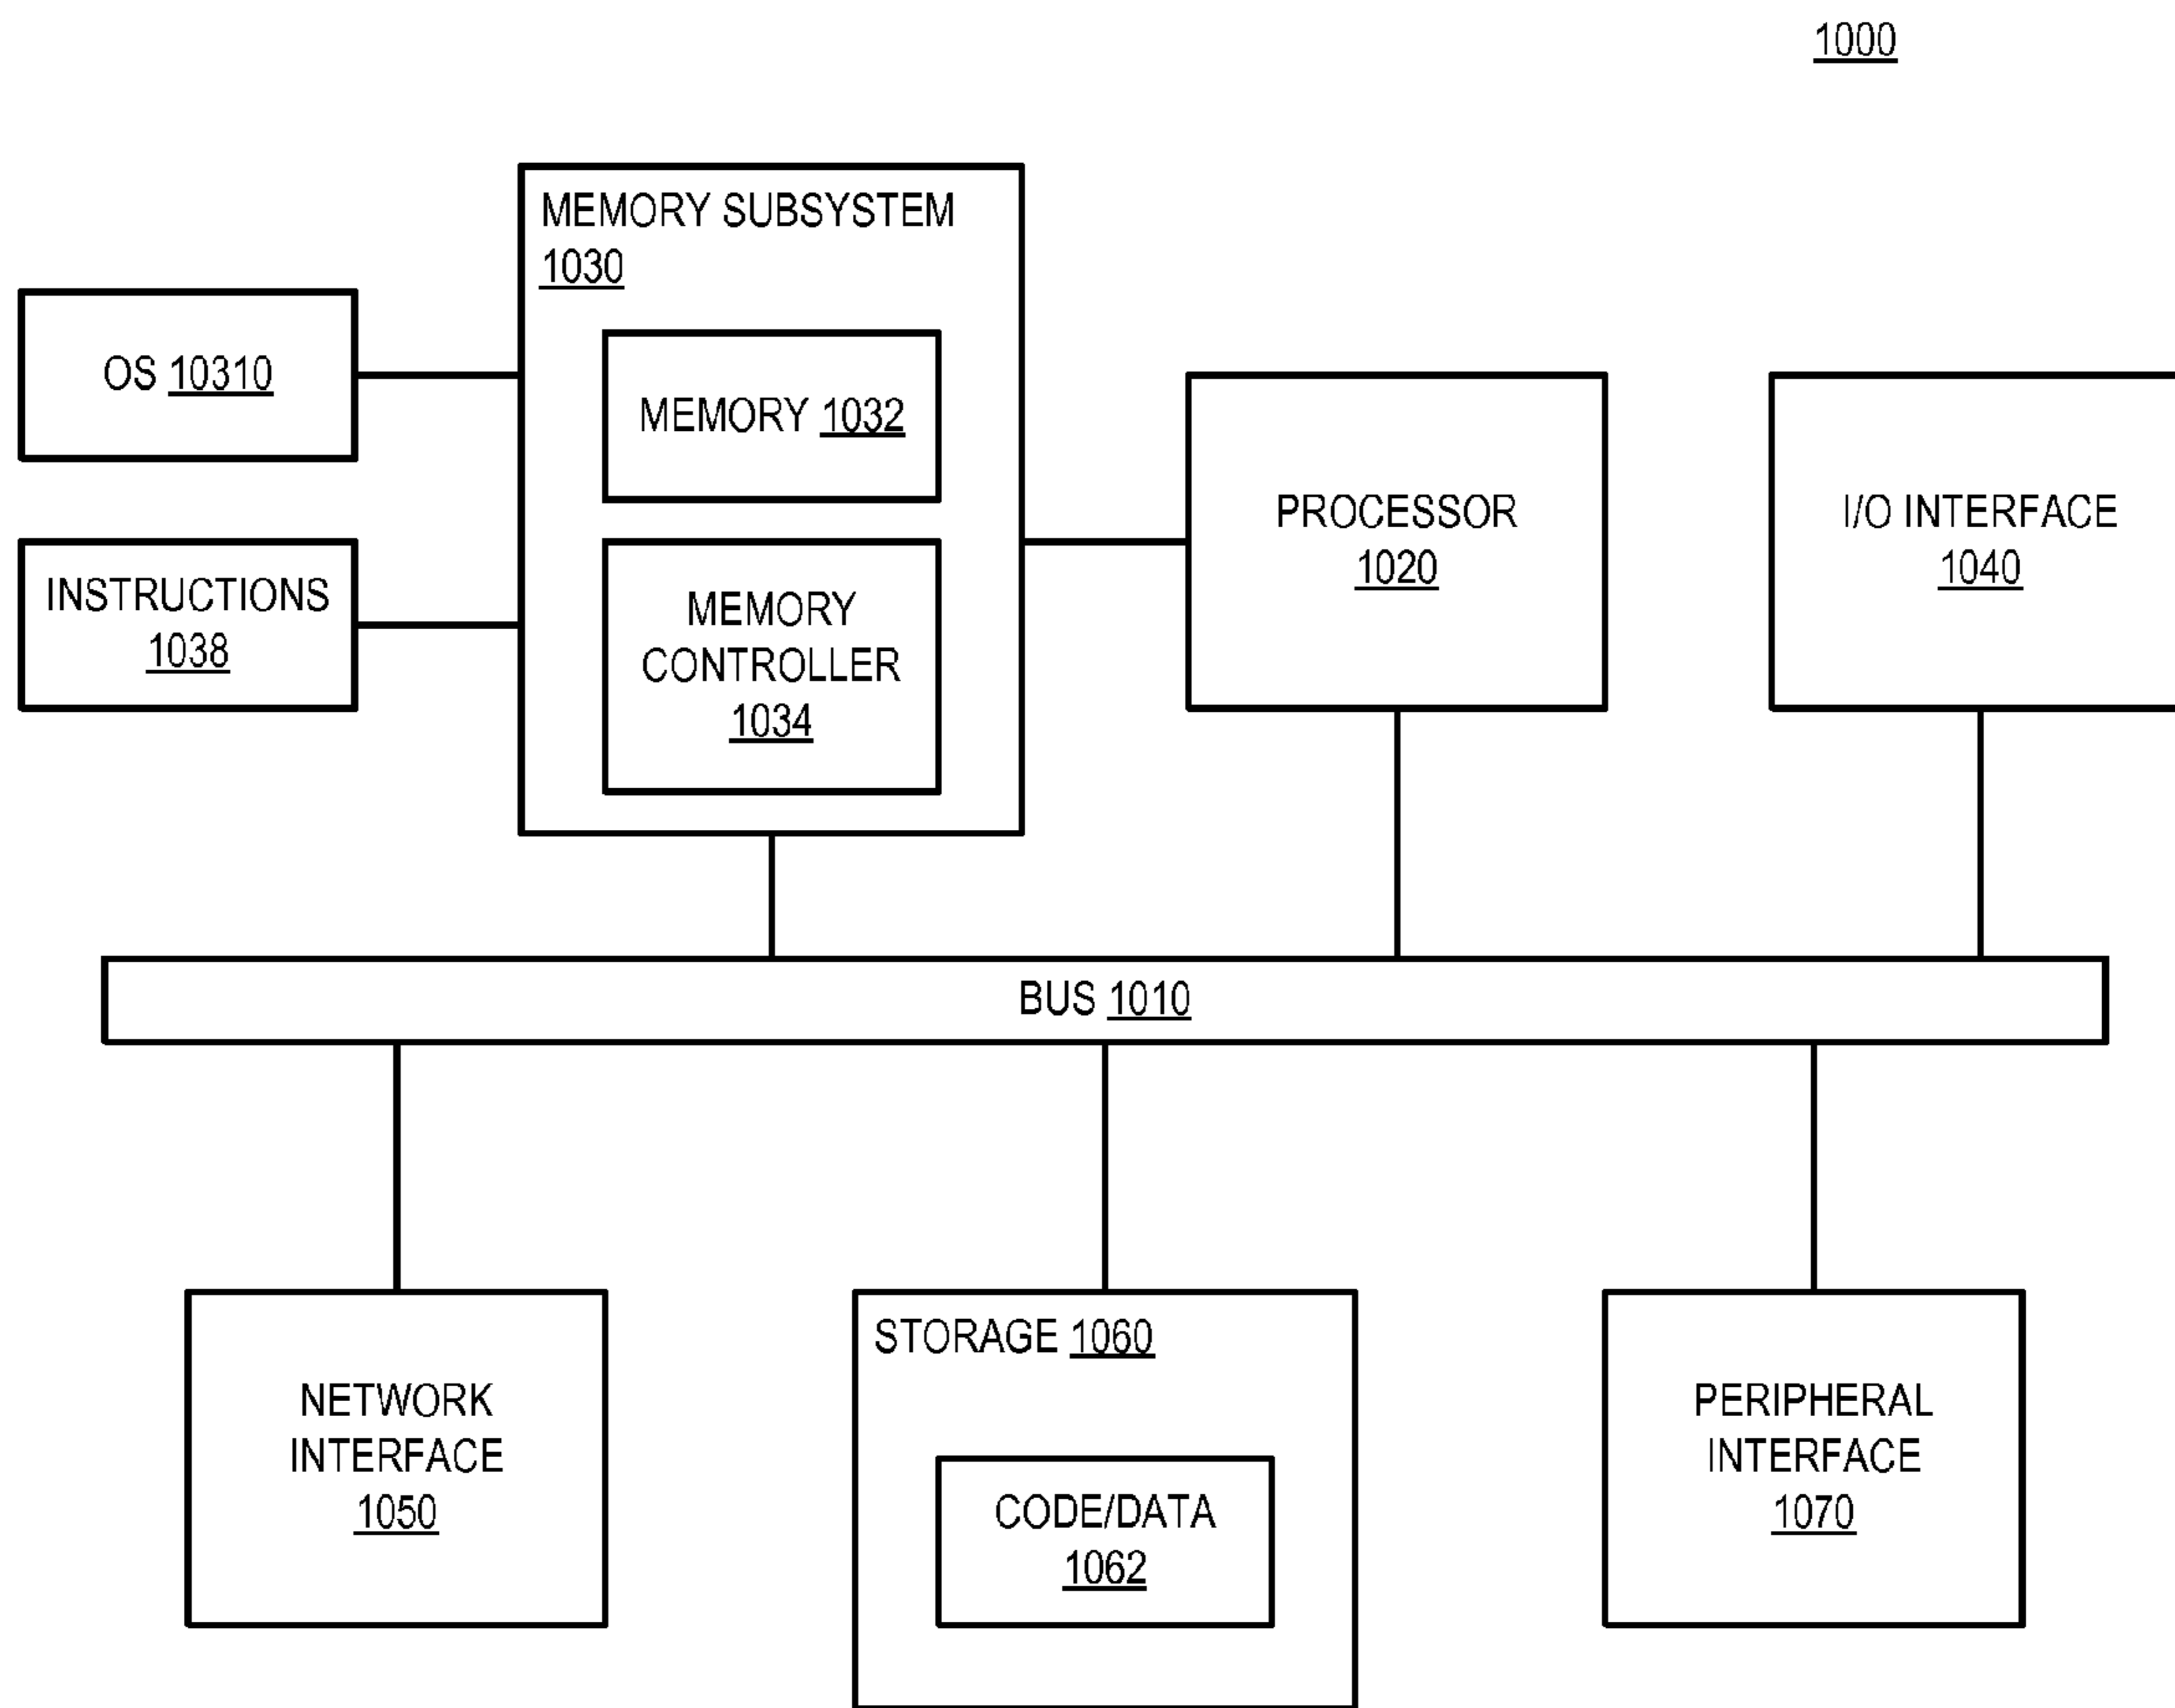 1000
MEMORY SUBSYSTEM
1030
OS 10310
MEMORY 1032
PROCESSOR
1020
I/O INTERFACE
1040
INSTRUCTIONS
1038
MEMORY
CONTROLLER
1034
BUS 1010
NETWORK
INTERFACE
1050
STORAGE 1060
CODE/DATA
1062
PERIPHERAL
INTERFACE
1070